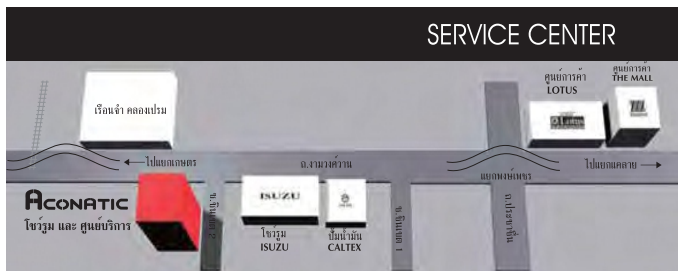 SERVICE CENTER
ศูนย์การค้า
LOTUS
ศูนย์การค้า
THE MALL
เรือนจำ คลองเปรม
Lotus
ไปแยกเกษตร
ถ.งามวงศ์วาน
แยกพงษ์เพชร
ไปแยกแคลาย
ACONATIC
โชว์รูม และ ศูนย์บริการ
ISUZU
โชว์รูม
ISUZU
ปั๊มน้ำมัน
CALTEX
ถ.ประชาชื่น